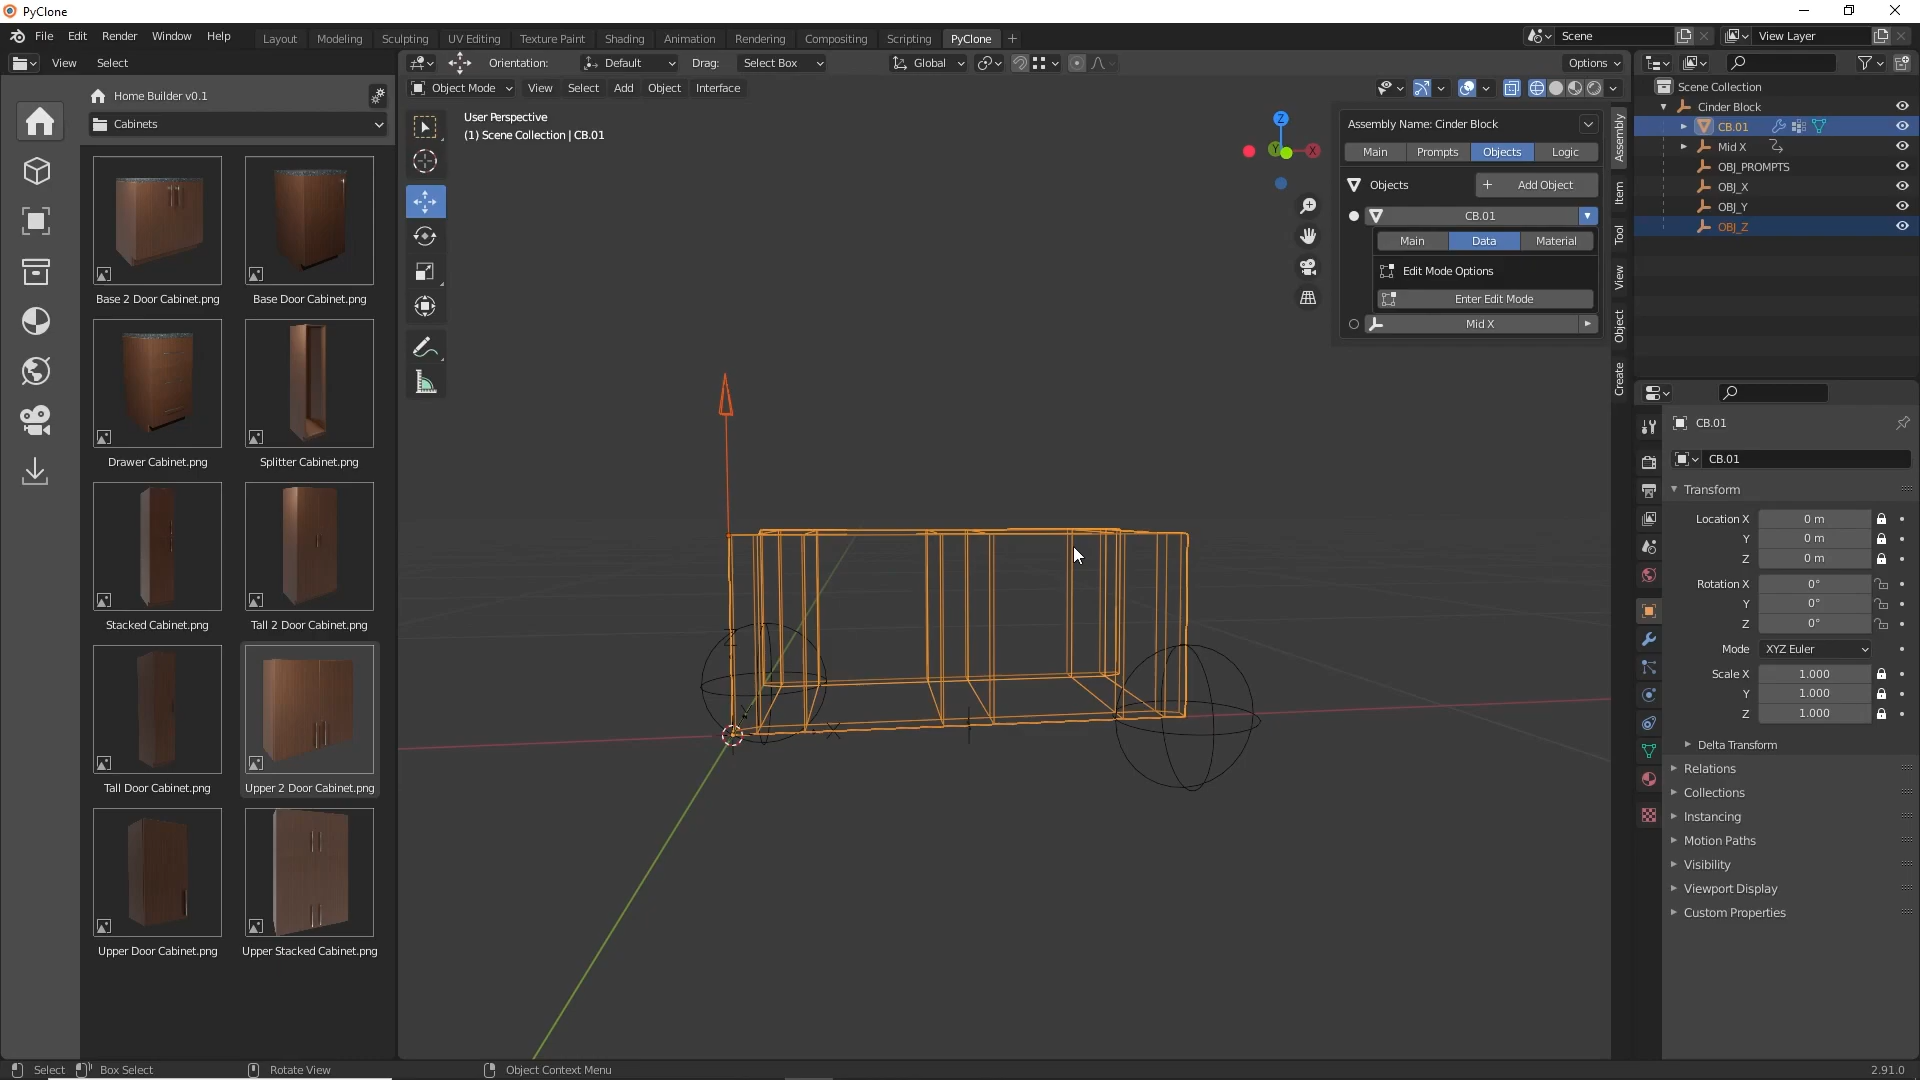 PyClone
File Edit Render Window Help Layout Modeling Sculpting UV Editing Texture Paint Shading Animation Rendering Compositing Scripting PyClone + Scene View Layer
View Select Orientation: Default Drag: Select Box Global Options
Object Mode View Select Add Object Interface
Home Builder v0.1
Cabinets
Base 2 Door Cabinet.png Base Door Cabinet.png
Drawer Cabinet.png Splitter Cabinet.png
Stacked Cabinet.png Tall 2 Door Cabinet.png
Tall Door Cabinet.png Upper 2 Door Cabinet.png
Upper Door Cabinet.png Upper Stacked Cabinet.png
User Perspective
(1) Scene Collection | CB.01
Z
Y X
Z
Y
X
Assembly Name: Cinder Block
Main Prompts Objects Logic
Objects + Add Object
CB.01
Main Data Material
Edit Mode Options
Enter Edit Mode
Mid X
Assembly
Item
Tool
View
Object
Create
Scene Collection
Cinder Block
CB.01
Mid X
OBJ_PROMPTS
OBJ_X
OBJ_Y
OBJ_Z
CB.01
CB.01
Transform
Location X 0 m
Y 0 m
Z 0 m
Rotation X 0°
Y 0°
Z 0°
Mode XYZ Euler
Scale X 1.000
Y 1.000
Z 1.000
Delta Transform
Relations
Collections
Instancing
Motion Paths
Visibility
Viewport Display
Custom Properties
Select Box Select Rotate View Object Context Menu 2.91.0